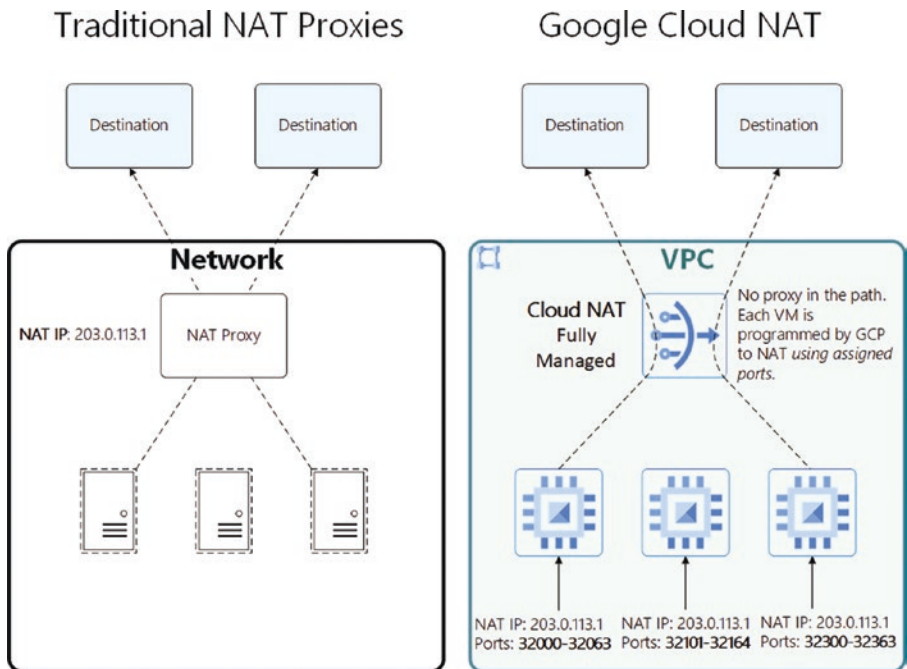 Traditional NAT Proxies
Google Cloud NAT
Destination
Destination
Destination
Destination
Network
NAT IP: 203.0.113.1
NAT Proxy
VPC
Cloud NAT
Fully
Managed
No proxy in the path.
Each VM is
programmed by GCP
to NAT using assigned
ports.
NAT IP: 203.0.113.1
Ports: 32000-32063
NAT IP: 203.0.113.1
Ports: 32101-32164
NAT IP: 203.0.113.1
Ports: 32300-32363